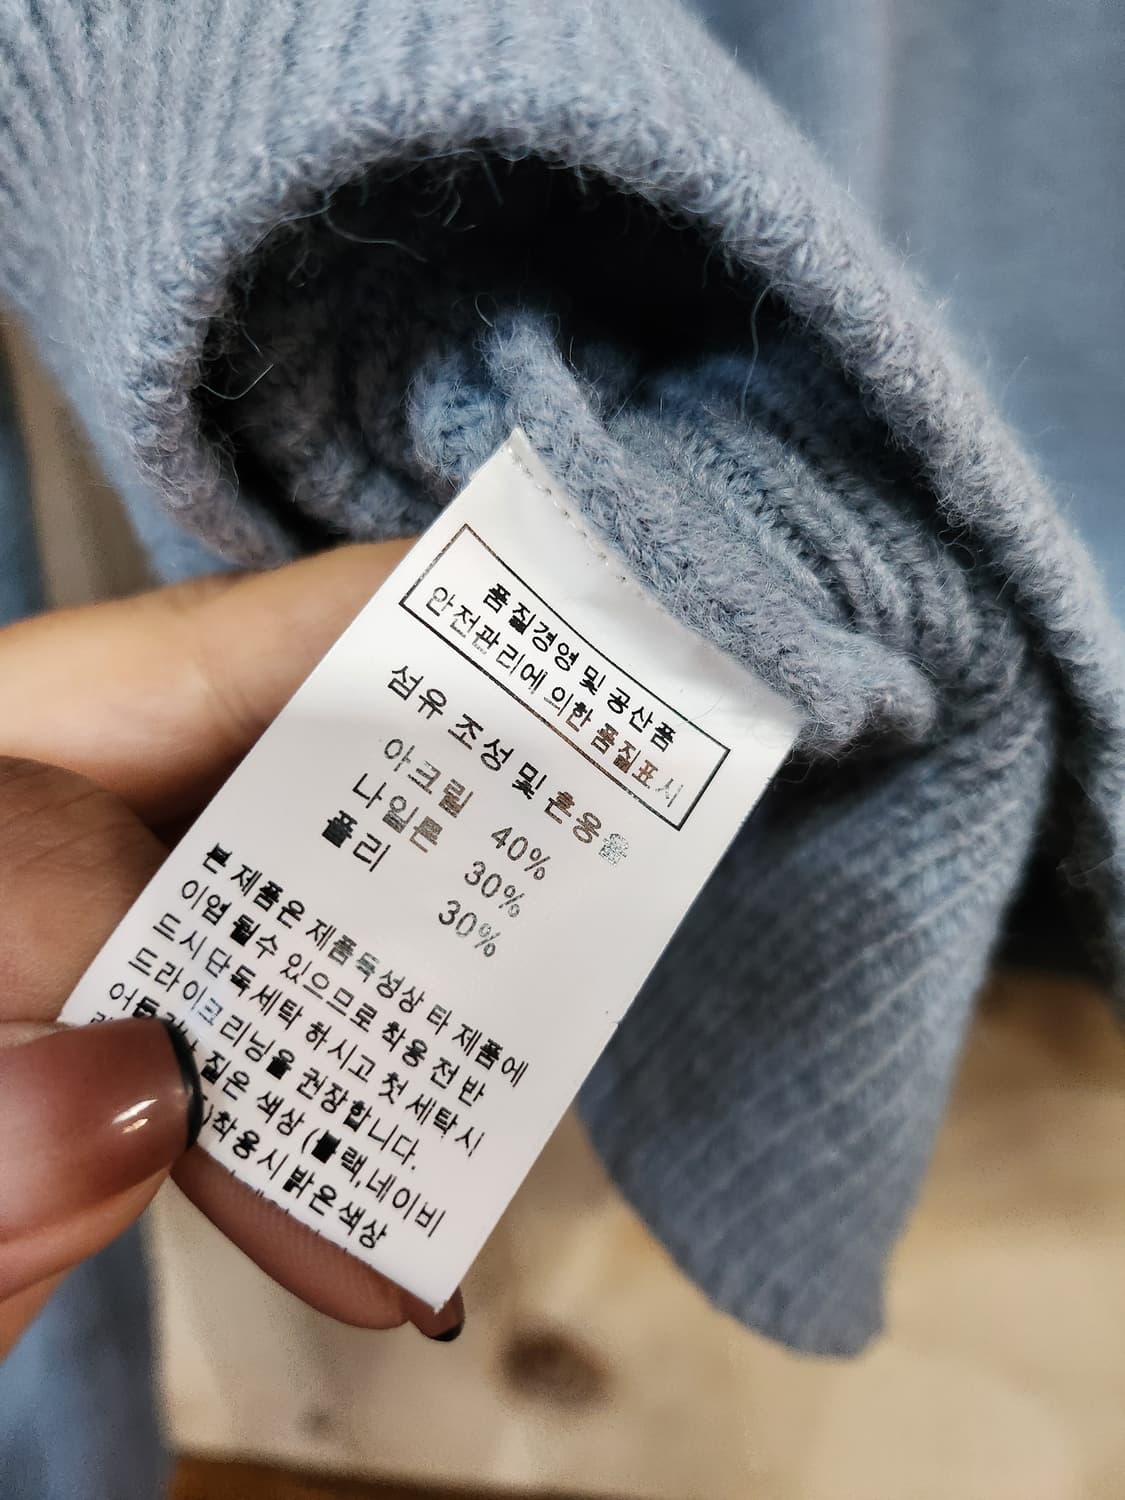 품질경영 및 공산품
안전관리에 의한 품질표시
섬유 조성 및 혼용율
아크릴 40%
나일론 30%
폴리 30%
본 제품은 제품독성상 타 제품에
이염 될수 있으므로 착용 전 반
드시 단독세탁 하시고 첫 세탁시
드라이크리닝을 권장합니다.
짙은 색상 (블랙,네이비
)착용시 밝은색상